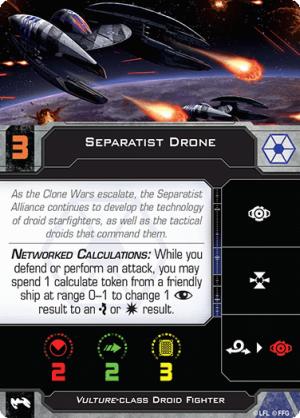 3
SEPARATIST DRONE
As the Clone Wars escalate, the Separatist
Alliance continues to develop the technology
of droid starfighters, as well as the tactical
droids that command them.
NETWORKED CALCULATIONS: While you
defend or perform an attack, you may
spend 1 calculate token from a friendly
ship at range 0–1 to change 1
result to an or result.
2 2 3
VULTURE-CLASS DROID FIGHTER
©LFL ©FFG